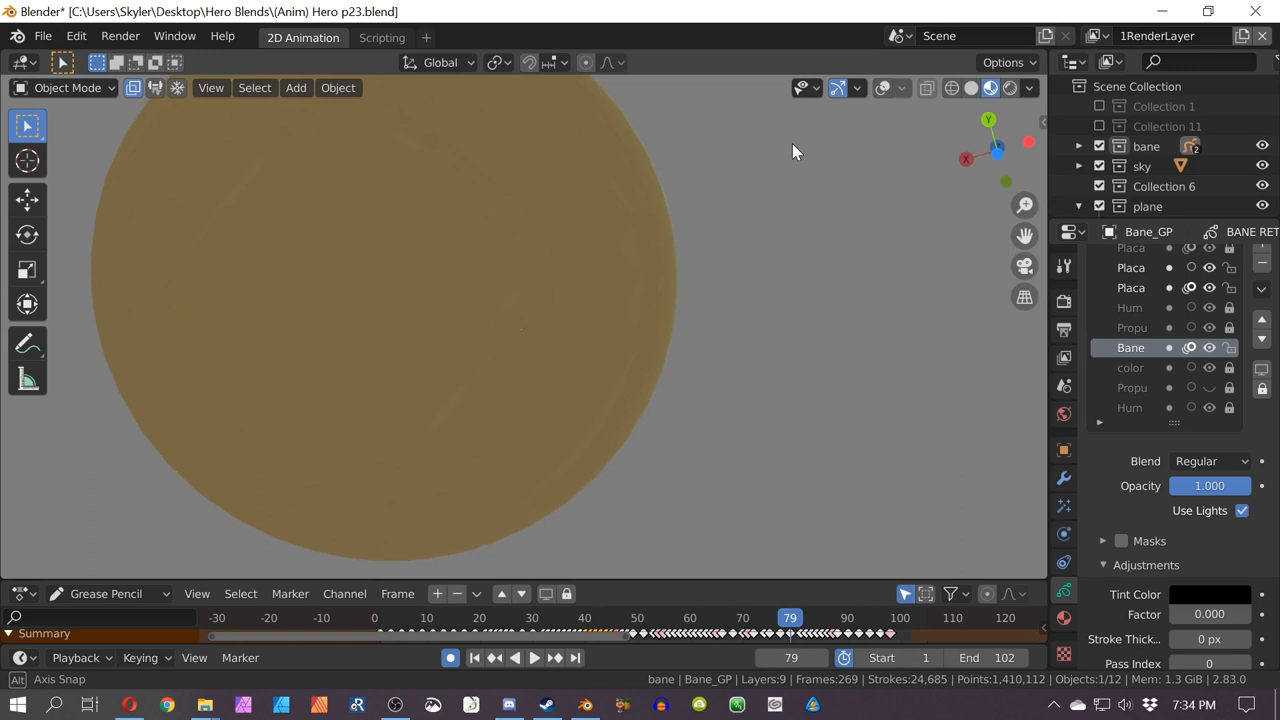 Blender* [C:\Users\Skyler\Desktop\Hero Blends\(Anim) Hero p23.blend]
File Edit Render Window Help 2D Animation Scripting + Scene 1RenderLayer
Global Options
Object Mode View Select Add Object
Scene Collection
Collection 1
Collection 11
bane 2
sky
Collection 6
plane
Y
X
Bane_GP BANE RET
Placa
Placa
Placa
Hum
Propu
Bane
color
Propu
Hum
Blend Regular
Opacity 1.000
Use Lights
Masks
Adjustments
Tint Color
Factor 0.000
Stroke Thick... 0 px
Pass Index 0
Grease Pencil View Select Marker Channel Frame
-30 -20 -10 0 10 20 30 40 50 60 70 79 90 100 110 120
Summary
Playback Keying View Marker 79 Start 1 End 102
Alt Axis Snap bane | Bane_GP | Layers:9 | Frames:269 | Strokes:24,685 | Points:1,410,112 | Objects:1/12 | Mem: 1.3 GiB | 2.83.0
7:34 PM